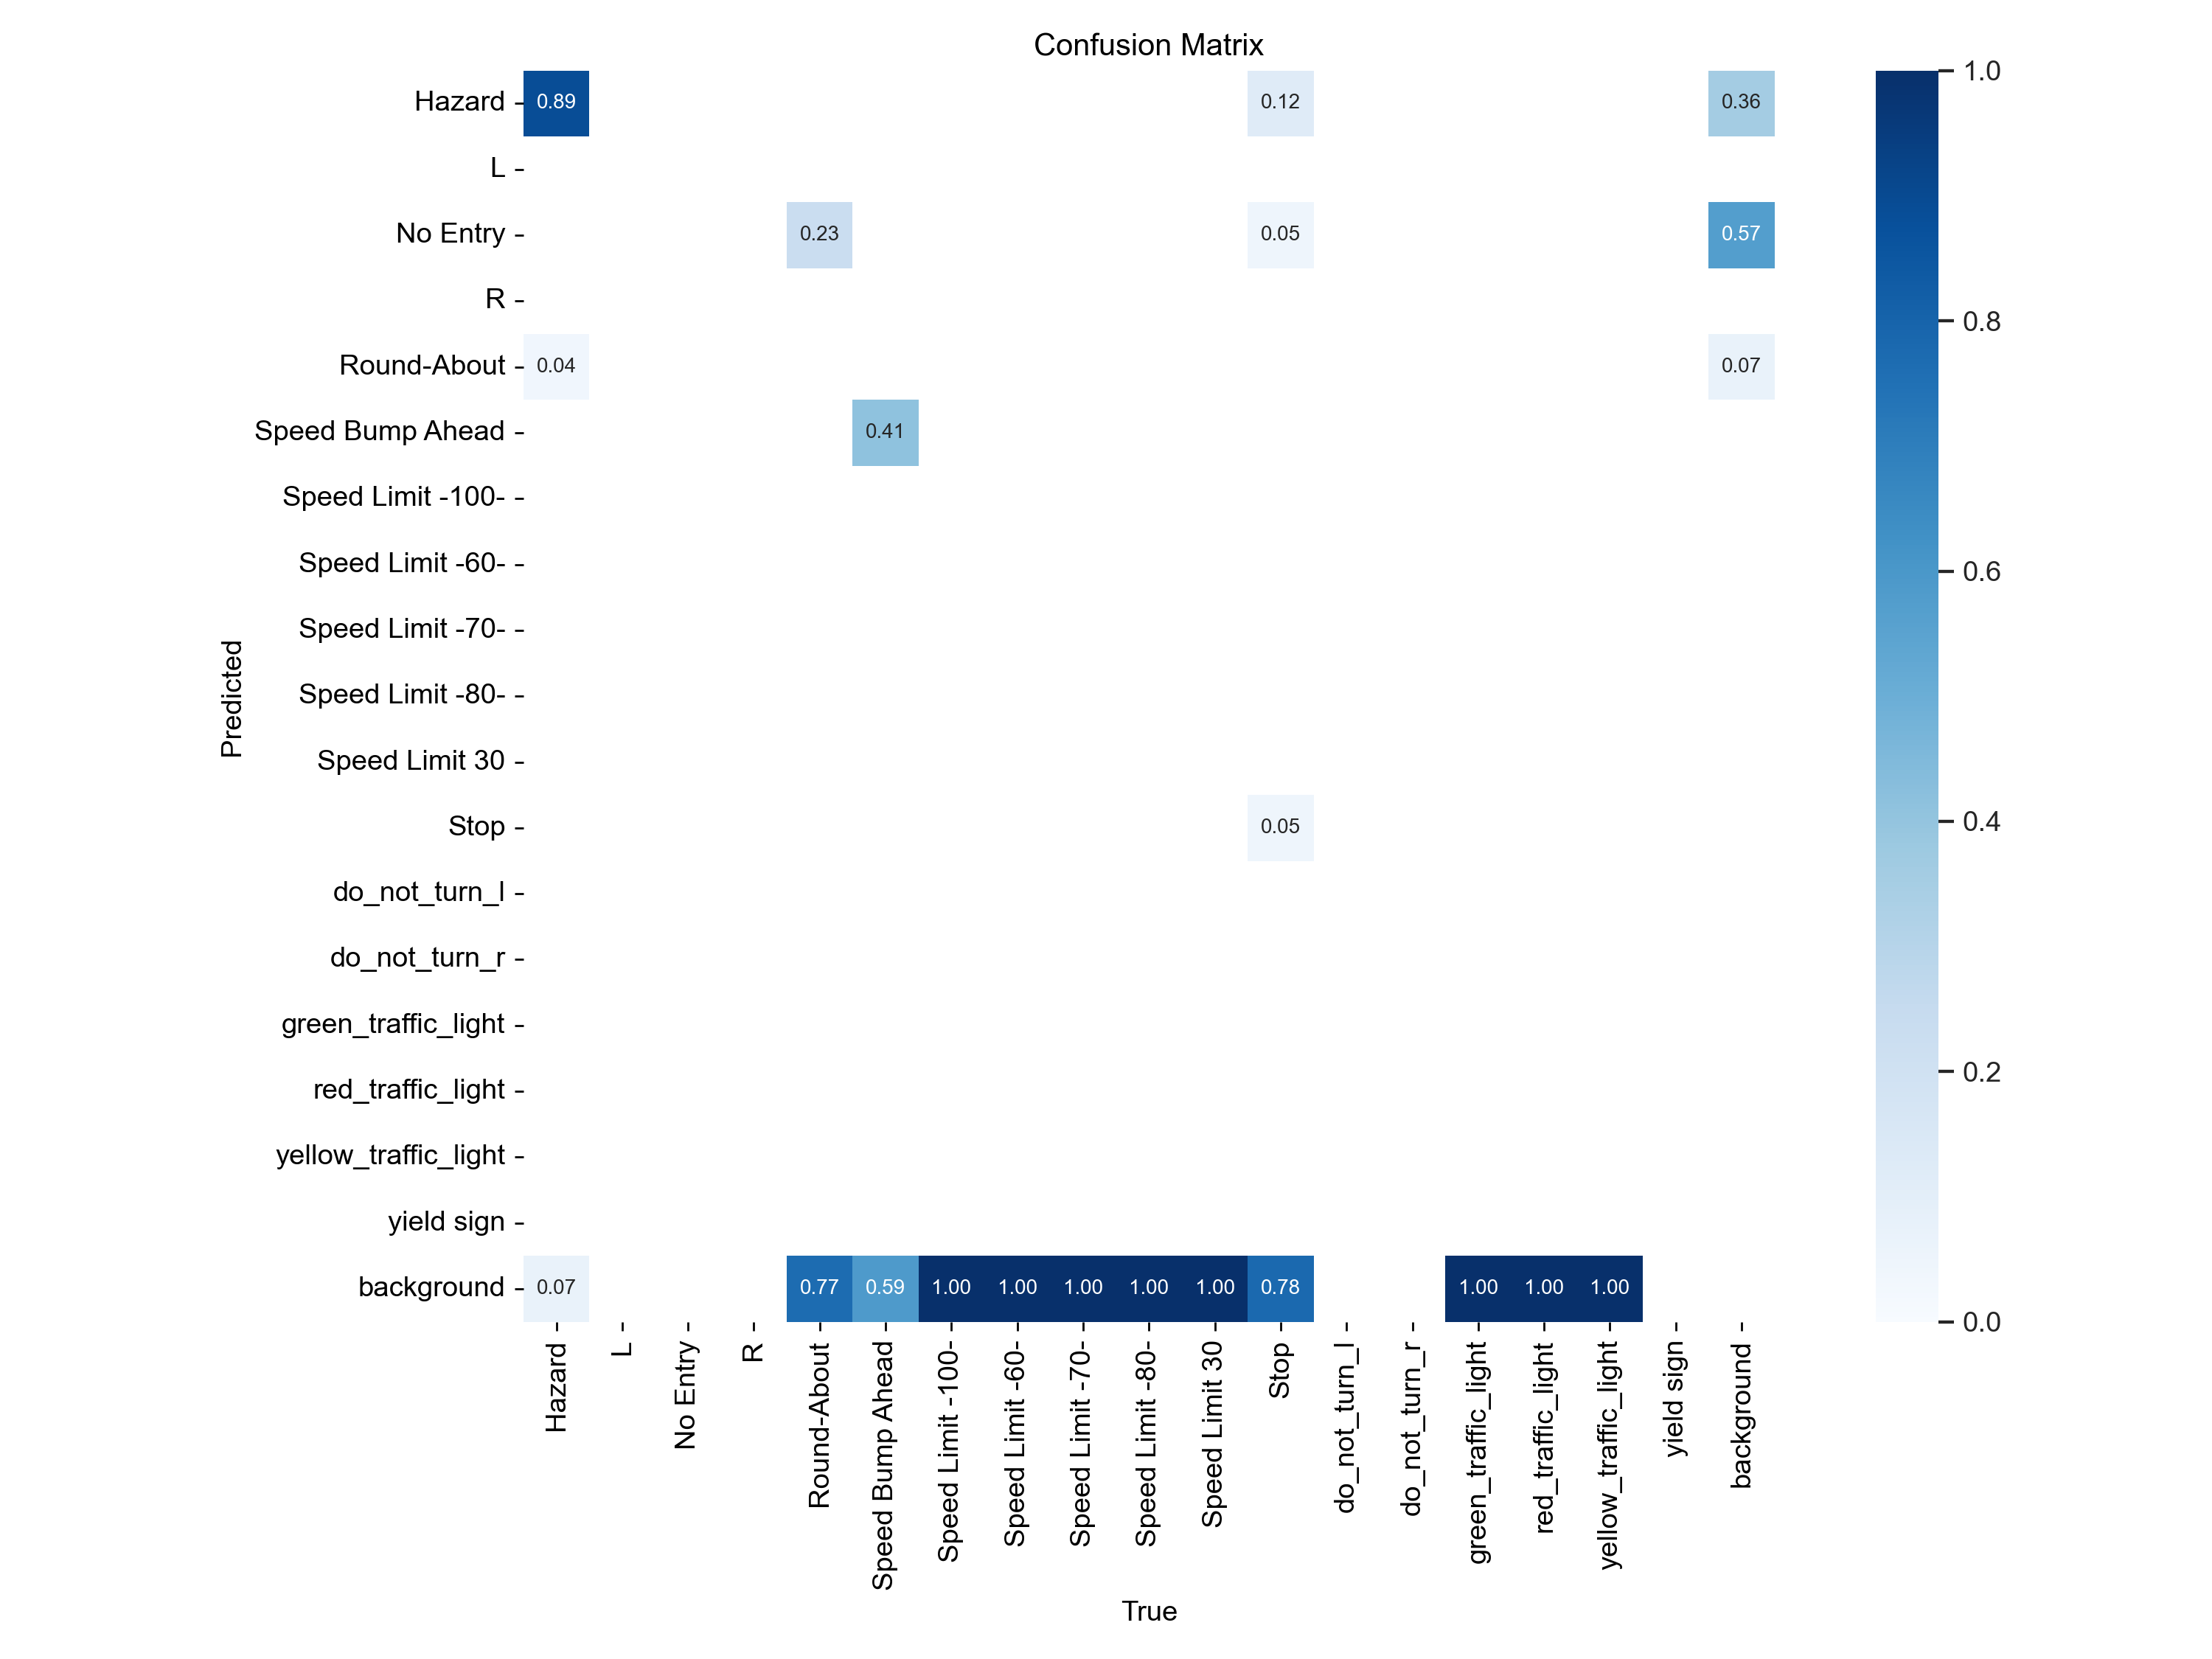 Confusion Matrix
Hazard
L
No Entry
R
Round-About
Speed Bump Ahead
Speed Limit -100-
Speed Limit -60-
Speed Limit -70-
Speed Limit -80-
Speed Limit 30
Stop
do_not_turn_l
do_not_turn_r
green_traffic_light
red_traffic_light
yellow_traffic_light
yield sign
background
Predicted
0.89 0.12 0.36
0.23 0.05 0.57
0.04 0.07
0.41
0.05
0.07 0.77 0.59 1.00 1.00 1.00 1.00 1.00 0.78 1.00 1.00 1.00
Hazard
L
No Entry
R
Round-About
Speed Bump Ahead
Speed Limit -100-
Speed Limit -60-
Speed Limit -70-
Speed Limit -80-
Speed Limit 30
Stop
do_not_turn_l
do_not_turn_r
green_traffic_light
red_traffic_light
yellow_traffic_light
yield sign
background
True
1.0
0.8
0.6
0.4
0.2
0.0